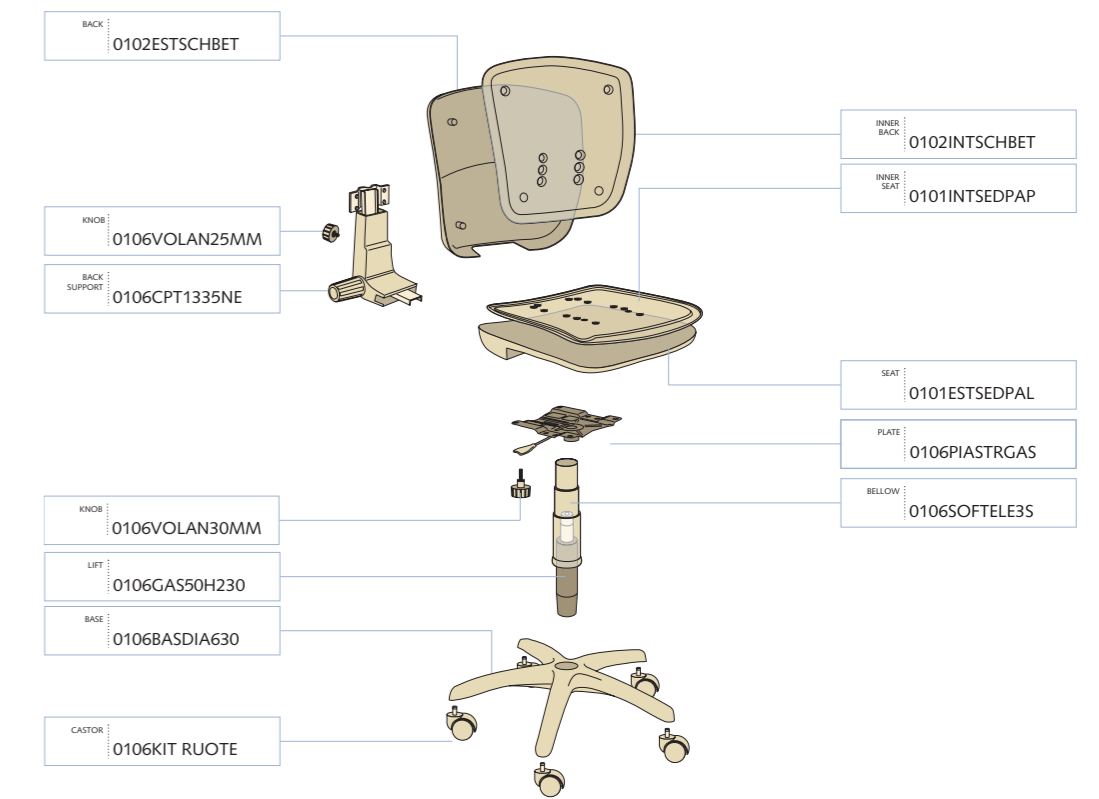 BACK
0102ESTSCHBET
INNER
BACK
0102INTSCHBET
INNER
SEAT
0101INTSEDPAP
KNOB
0106VOLAN25MM
BACK
SUPPORT
0106CPT1335NE
SEAT
0101ESTSEDPAL
PLATE
0106PIASTRGAS
BELLOW
0106SOFTELE3S
KNOB
0106VOLAN30MM
LIFT
0106GAS50H230
BASE
0106BASDIA630
CASTOR
0106KIT RUOTE